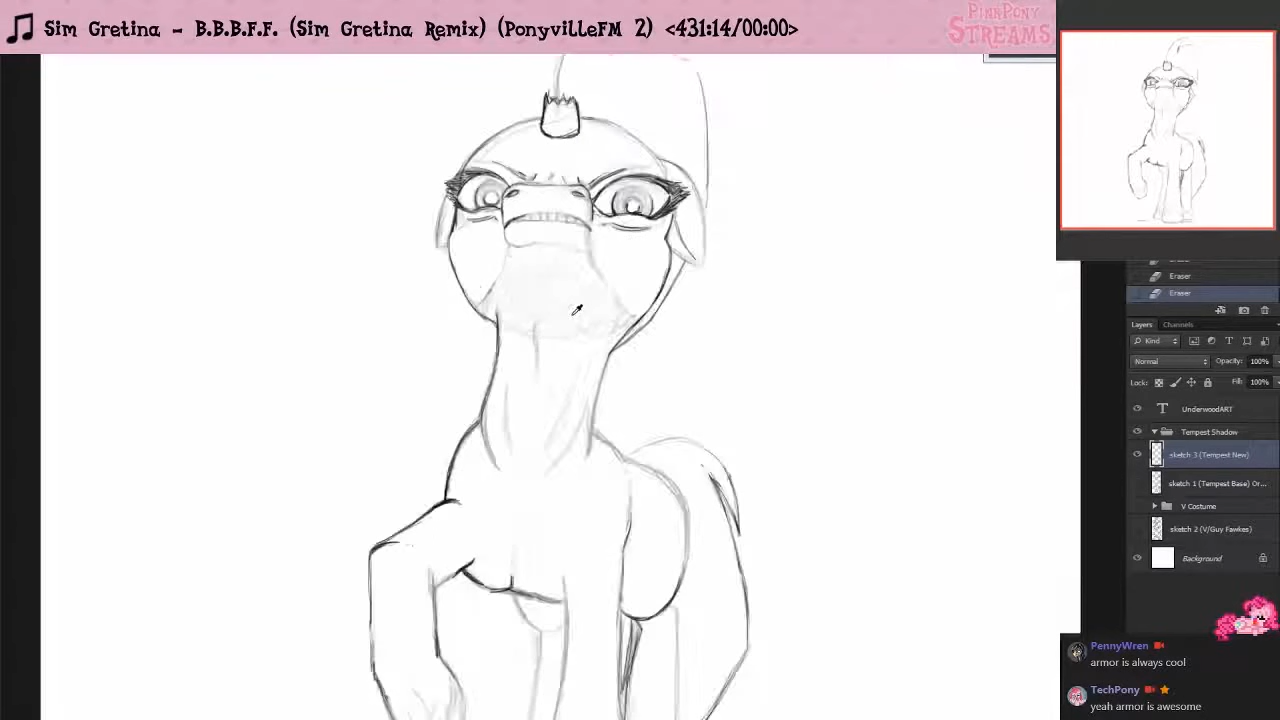 Sim Gretina - B.B.B.F.F. (Sim Gretina Remix) (PonyvilleFM 2) <431:14/00:00>
PinkPony
Streams
Eraser
Eraser
Layers Channels
Kind
Normal Opacity: 100%
Lock: Fill: 100%
UnderwoodART
Tempest Shadow
sketch 3 (Tempest New)
sketch 1 (Tempest Base) Or...
V Costume
sketch 2 (V/Guy Fawkes)
Background
PennyWren
armor is always cool
TechPony
yeah armor is awesome